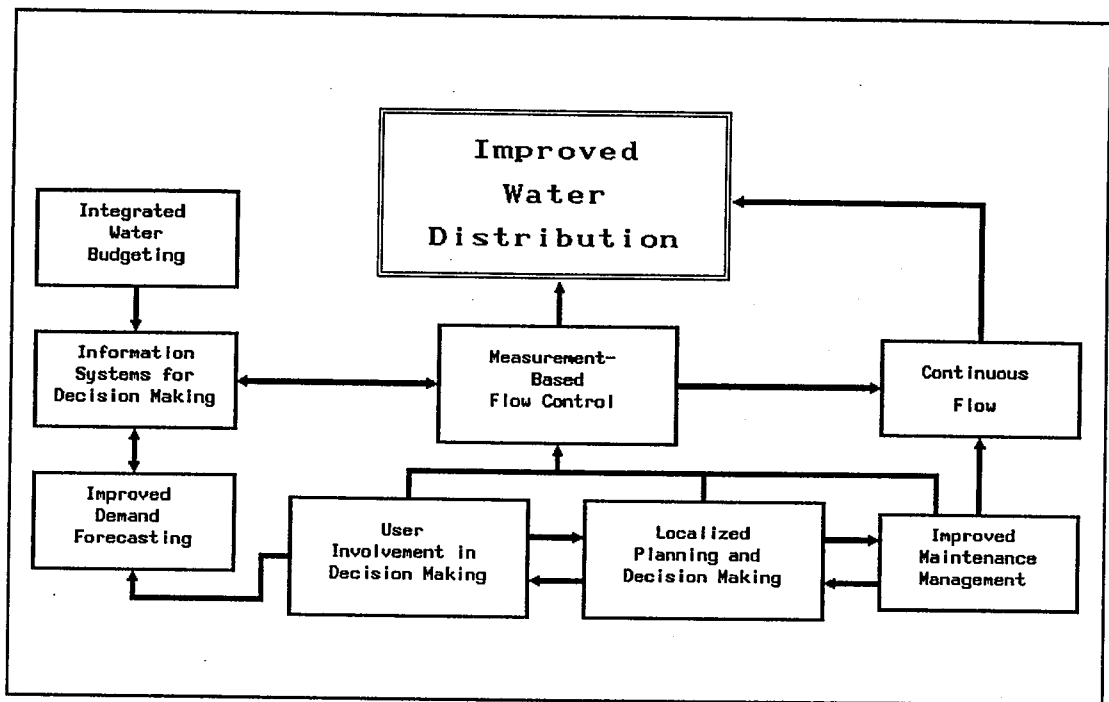 Improved
Water
Distribution
Integrated
Water
Budgeting
Information
Systems for
Decision Making
Measurement-
Based
Flow Control
Continuous
Flow
Improved
Demand
Forecasting
User
Involvement in
Decision Making
Localized
Planning and
Decision Making
Improved
Maintenance
Management